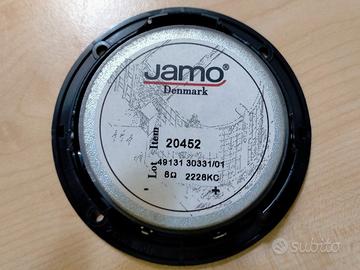 Jamo®
Denmark
Item
20452
Lot
49131 30331/01
8Ω 2228KC
-
+
subito